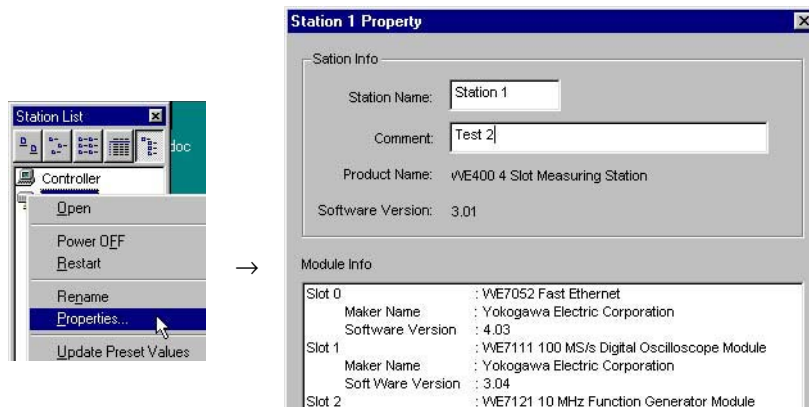 Station List
doc
Controller
Open
Power OFF
Restart
Rename
Properties...
Update Preset Values
→
Station 1 Property
Sation Info
Station Name: Station 1
Comment: Test 2
Product Name: WE400 4 Slot Measuring Station
Software Version: 3.01
Module Info
Slot 0 : WE7052 Fast Ethernet
Maker Name : Yokogawa Electric Corporation
Software Version : 4.03
Slot 1 : WE7111 100 MS/s Digital Oscilloscope Module
Maker Name : Yokogawa Electric Corporation
Soft Ware Version : 3.04
Slot 2 : WE7121 10 MHz Function Generator Module